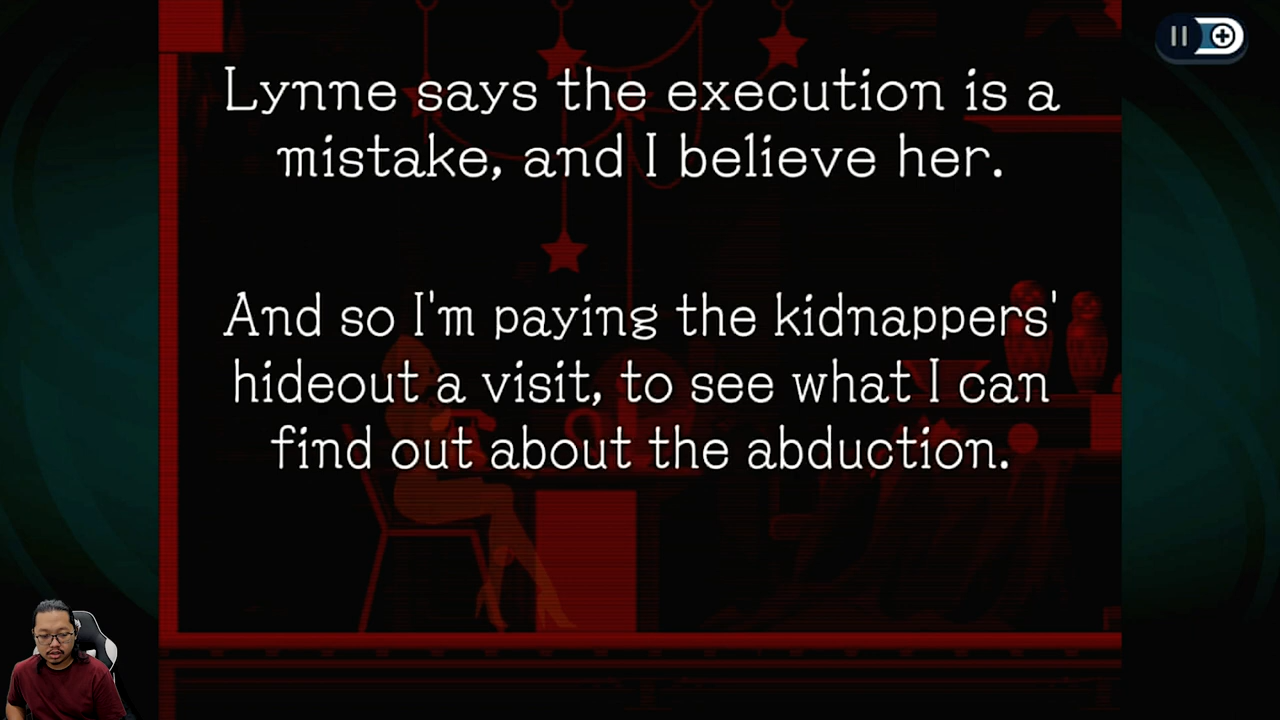 Lynne says the execution is a
mistake, and I believe her.
And so I'm paying the kidnappers'
hideout a visit, to see what I can
find out about the abduction.